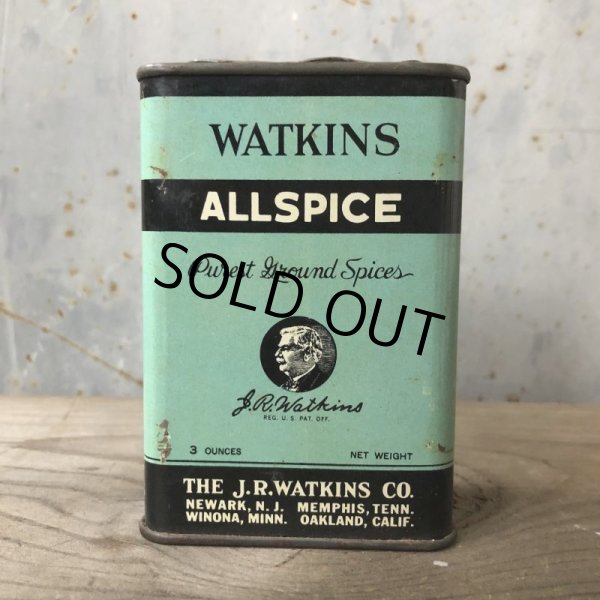 WATKINS
ALLSPICE
Purest Ground Spices
SOLD OUT
J.R. Watkins
REG. U. S. PAT. OFF.
3 OUNCES NET WEIGHT
THE J.R. WATKINS CO.
NEWARK, N. J. MEMPHIS, TENN.
WINONA, MINN. OAKLAND, CALIF.